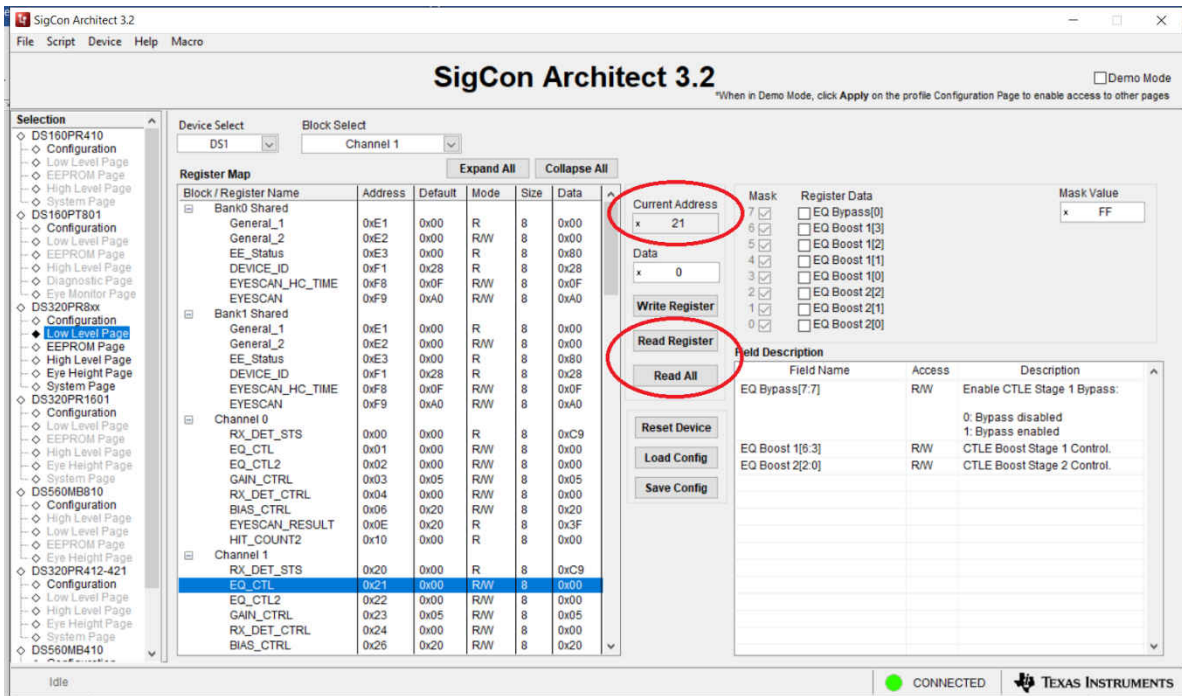 SigCon Architect 3.2
File Script Device Help Macro
SigCon Architect 3.2
Demo Mode
*When in Demo Mode, click Apply on the profile Configuration Page to enable access to other pages
Selection
DS160PR410
Configuration
Low Level Page
EEPROM Page
High Level Page
System Page
DS160PT801
Configuration
Low Level Page
EEPROM Page
High Level Page
Diagnostic Page
Eye Monitor Page
DS320PR8xx
Configuration
Low Level Page
EEPROM Page
High Level Page
Eye Height Page
System Page
DS320PR1601
Configuration
Low Level Page
EEPROM Page
High Level Page
Eye Height Page
System Page
DS560MB810
Configuration
High Level Page
Low Level Page
EEPROM Page
Eye Height Page
DS320PR412-421
Configuration
Low Level Page
High Level Page
Eye Height Page
System Page
DS560MB410
Device Select Block Select
DS1 Channel 1
Expand All Collapse All
Register Map
Block / Register Name Address Default Mode Size Data
Bank0 Shared
General_1 0xE1 0x00 R 8 0x00
General_2 0xE2 0x00 R/W 8 0x00
EE_Status 0xE3 0x00 R 8 0x80
DEVICE_ID 0xF1 0x28 R 8 0x28
EYESCAN_HC_TIME 0xF8 0x0F R/W 8 0x0F
EYESCAN 0xF9 0xA0 R/W 8 0xA0
Bank1 Shared
General_1 0xE1 0x00 R 8 0x00
General_2 0xE2 0x00 R/W 8 0x00
EE_Status 0xE3 0x00 R 8 0x80
DEVICE_ID 0xF1 0x28 R 8 0x28
EYESCAN_HC_TIME 0xF8 0x0F R/W 8 0x0F
EYESCAN 0xF9 0xA0 R/W 8 0xA0
Channel 0
RX_DET_STS 0x00 0x00 R 8 0xC9
EQ_CTL 0x01 0x00 R/W 8 0x00
EQ_CTL2 0x02 0x00 R/W 8 0x00
GAIN_CTRL 0x03 0x05 R/W 8 0x05
RX_DET_CTRL 0x04 0x00 R/W 8 0x00
BIAS_CTRL 0x06 0x20 R/W 8 0x20
EYESCAN_RESULT 0x0E 0x20 R 8 0x3F
HIT_COUNT2 0x10 0x00 R 8 0x00
Channel 1
RX_DET_STS 0x20 0x00 R 8 0xC9
EQ_CTL 0x21 0x00 R/W 8 0x00
EQ_CTL2 0x22 0x00 R/W 8 0x00
GAIN_CTRL 0x23 0x05 R/W 8 0x05
RX_DET_CTRL 0x24 0x00 R/W 8 0x00
BIAS_CTRL 0x26 0x20 R/W 8 0x20
Current Address
x 21
Data
x 0
Write Register
Read Register
Read All
Reset Device
Load Config
Save Config
Mask Register Data
7 EQ Bypass[0]
6 EQ Boost 1[3]
5 EQ Boost 1[2]
4 EQ Boost 1[1]
3 EQ Boost 1[0]
2 EQ Boost 2[2]
1 EQ Boost 2[1]
0 EQ Boost 2[0]
Mask Value
x FF
Field Description
Field Name Access Description
EQ Bypass[7:7] R/W Enable CTLE Stage 1 Bypass:
0: Bypass disabled
1: Bypass enabled
EQ Boost 1[6:3] R/W CTLE Boost Stage 1 Control.
EQ Boost 2[2:0] R/W CTLE Boost Stage 2 Control.
Idle
CONNECTED
TEXAS INSTRUMENTS